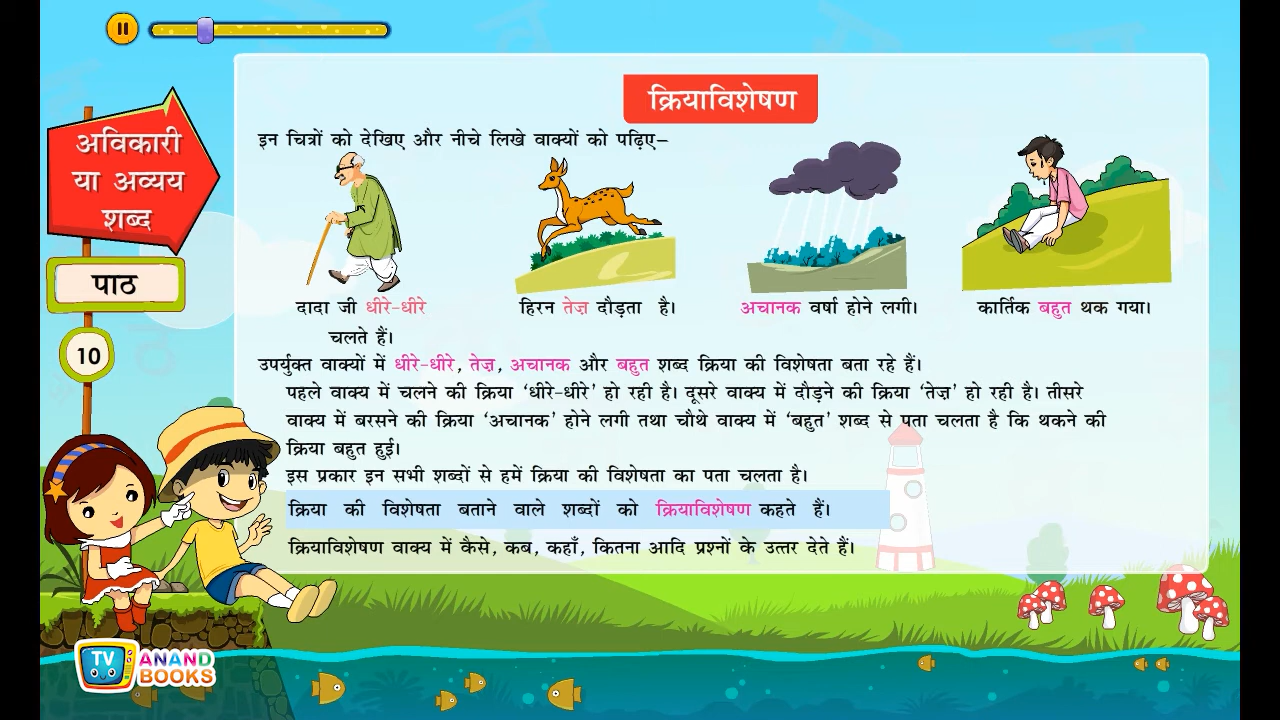 क्रियाविशेषण
अविकारी
या अव्यय
शब्द
पाठ
10
इन चित्रों को देखिए और नीचे लिखे वाक्यों को पढ़िए–
दादा जी धीरे-धीरे
चलते हैं।
हिरन तेज़ दौड़ता है।
अचानक वर्षा होने लगी।
कार्तिक बहुत थक गया।
उपर्युक्त वाक्यों में धीरे-धीरे, तेज़, अचानक और बहुत शब्द क्रिया की विशेषता बता रहे हैं।
पहले वाक्य में चलने की क्रिया ‘धीरे-धीरे’ हो रही है। दूसरे वाक्य में दौड़ने की क्रिया ‘तेज़’ हो रही है। तीसरे
वाक्य में बरसने की क्रिया ‘अचानक’ होने लगी तथा चौथे वाक्य में ‘बहुत’ शब्द से पता चलता है कि थकने की
क्रिया बहुत हुई।
इस प्रकार इन सभी शब्दों से हमें क्रिया की विशेषता का पता चलता है।
क्रिया की विशेषता बताने वाले शब्दों को क्रियाविशेषण कहते हैं।
क्रियाविशेषण वाक्य में कैसे, कब, कहाँ, कितना आदि प्रश्नों के उत्तर देते हैं।
TV
ANAND
BOOKS